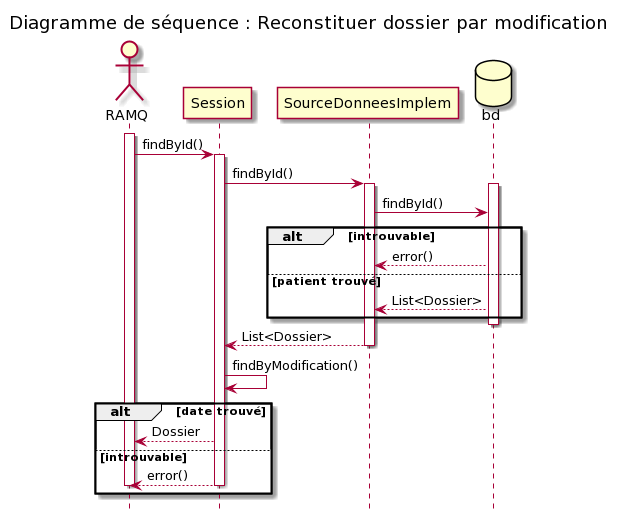 Diagramme de séquence : Reconstituer dossier par modification
RAMQ
Session
SourceDonneesImplem
bd
findById()
findById()
findById()
alt [introuvable]
error()
[patient trouvé]
List<Dossier>
List<Dossier>
findByModification()
alt [date trouvé]
Dossier
[introuvable]
error()